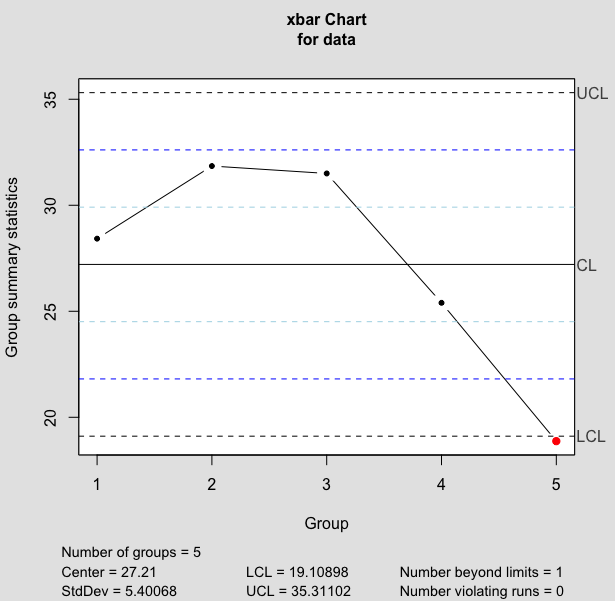 xbar Chart
for data
Group summary statistics
35
30
25
20
UCL
CL
LCL
1 2 3 4 5
Group
Number of groups = 5
Center = 27.21 LCL = 19.10898 Number beyond limits = 1
StdDev = 5.40068 UCL = 35.31102 Number violating runs = 0